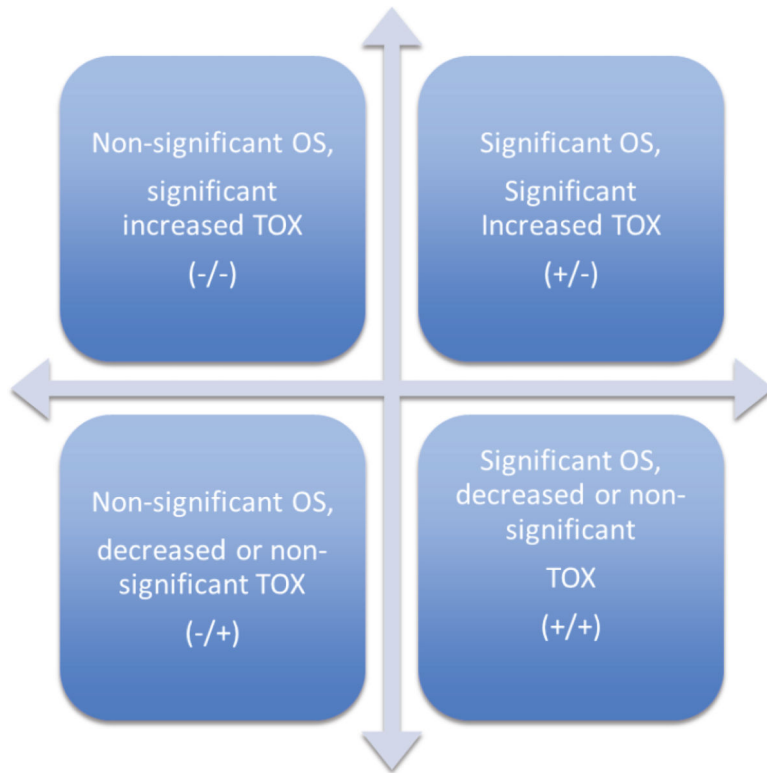 Non-significant OS,
significant
increased TOX
(-/-)
Significant OS,
Significant
Increased TOX
(+/-)
Non-significant OS,
decreased or non-
significant TOX
(-/+)
Significant OS,
decreased or non-
significant
TOX
(+/+)